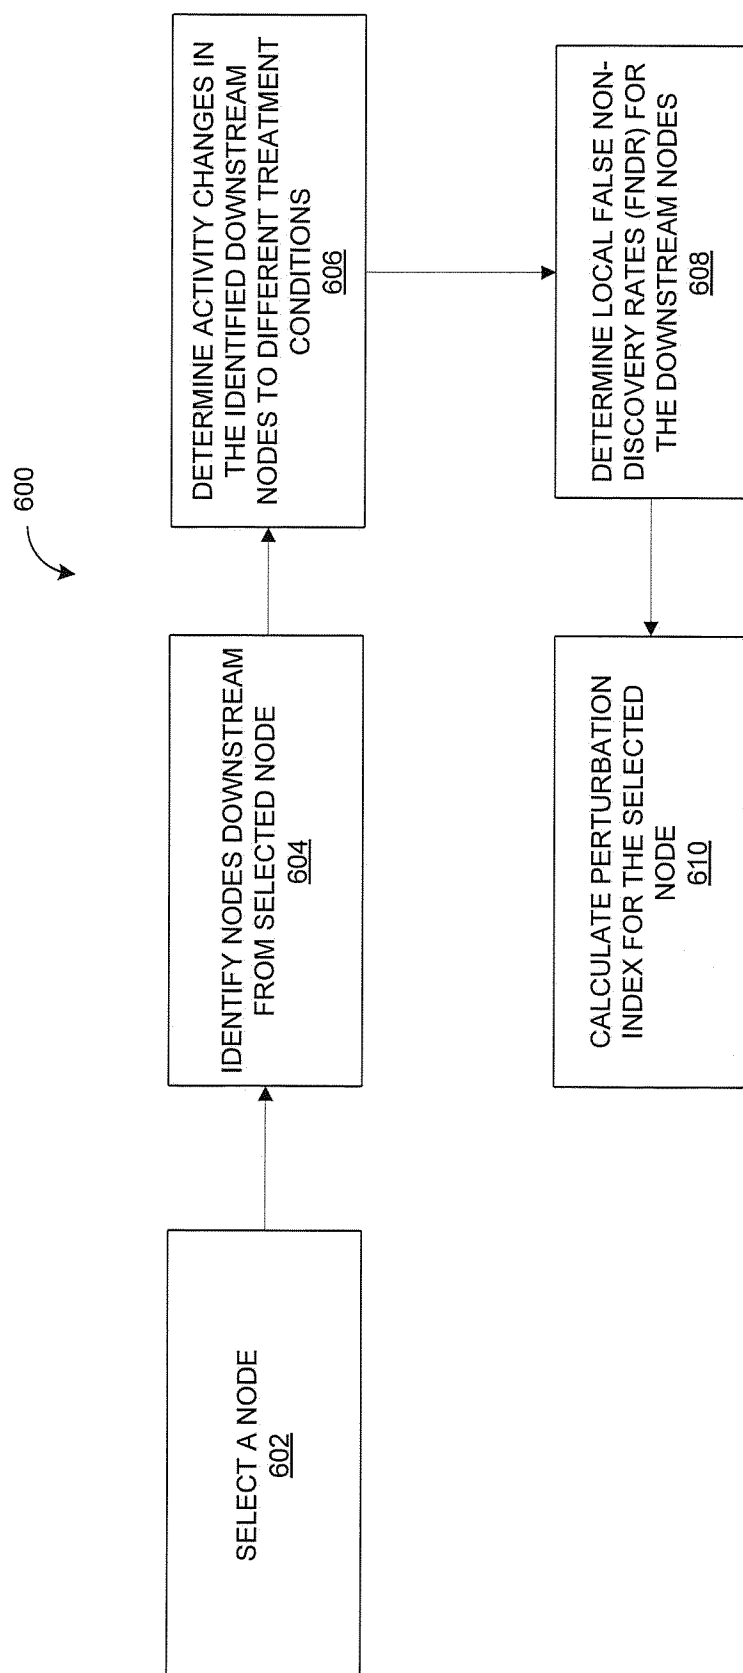 600
SELECT A NODE
602
IDENTIFY NODES DOWNSTREAM
FROM SELECTED NODE
604
DETERMINE ACTIVITY CHANGES IN
THE IDENTIFIED DOWNSTREAM
NODES TO DIFFERENT TREATMENT
CONDITIONS
606
DETERMINE LOCAL FALSE NON-
DISCOVERY RATES (FNDR) FOR
THE DOWNSTREAM NODES
608
CALCULATE PERTURBATION
INDEX FOR THE SELECTED
NODE
610